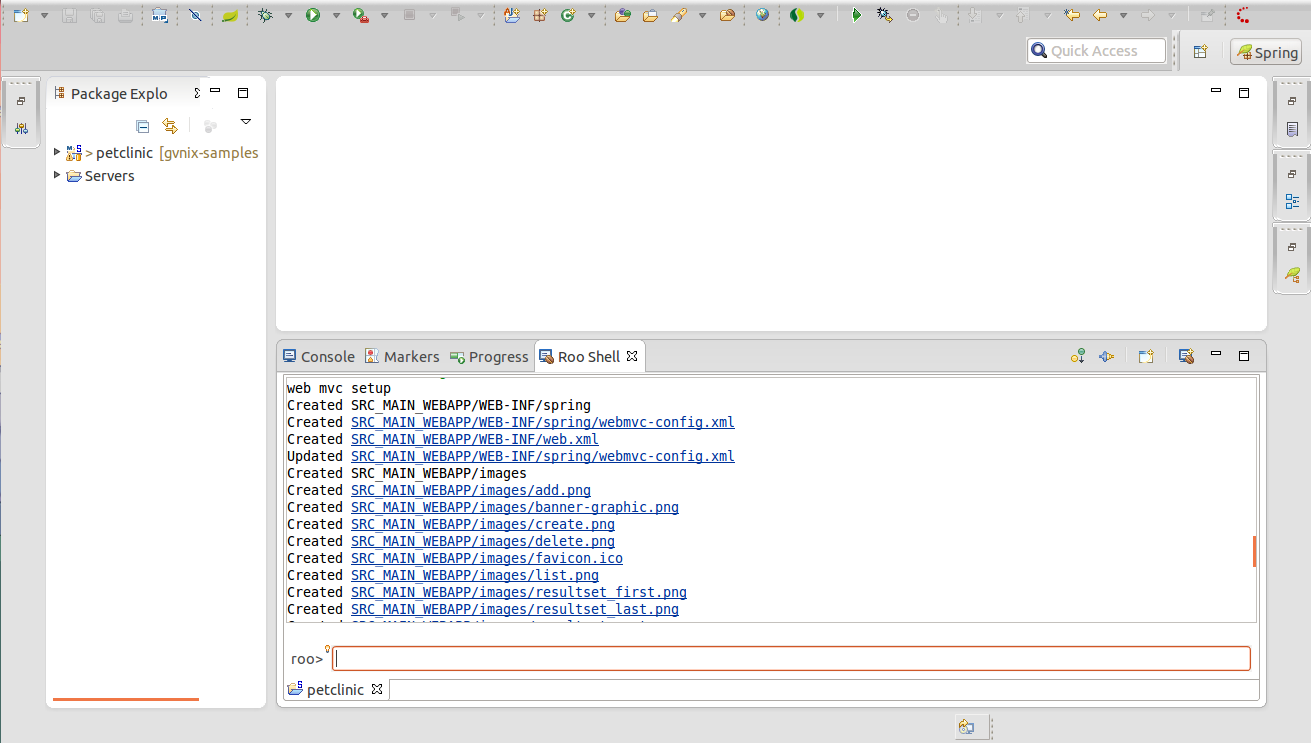 Quick Access
Spring
Package Explo
> petclinic [gvnix-samples
Servers
Console Markers Progress Roo Shell
web mvc setup
Created SRC_MAIN_WEBAPP/WEB-INF/spring
Created SRC_MAIN_WEBAPP/WEB-INF/spring/webmvc-config.xml
Created SRC_MAIN_WEBAPP/WEB-INF/web.xml
Updated SRC_MAIN_WEBAPP/WEB-INF/spring/webmvc-config.xml
Created SRC_MAIN_WEBAPP/images
Created SRC_MAIN_WEBAPP/images/add.png
Created SRC_MAIN_WEBAPP/images/banner-graphic.png
Created SRC_MAIN_WEBAPP/images/create.png
Created SRC_MAIN_WEBAPP/images/delete.png
Created SRC_MAIN_WEBAPP/images/favicon.ico
Created SRC_MAIN_WEBAPP/images/list.png
Created SRC_MAIN_WEBAPP/images/resultset_first.png
Created SRC_MAIN_WEBAPP/images/resultset_last.png
roo>
petclinic